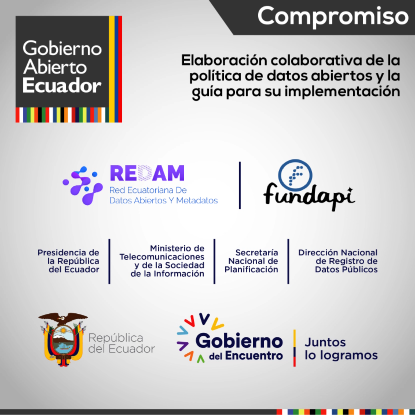 Compromiso
Gobierno
Abierto
Ecuador
Elaboración colaborativa de la
política de datos abiertos y la
guía para su implementación
REDAM
Red Ecuatoriana De
Datos Abiertos Y Metadatos
fundapi
Presidencia de
la República
del Ecuador
Ministerio de
Telecomunicaciones
y de la Sociedad
de la Información
Secretaría
Nacional de
Planificación
Dirección Nacional
de Registro de
Datos Públicos
República
del Ecuador
Gobierno
del Encuentro
Juntos
lo logramos